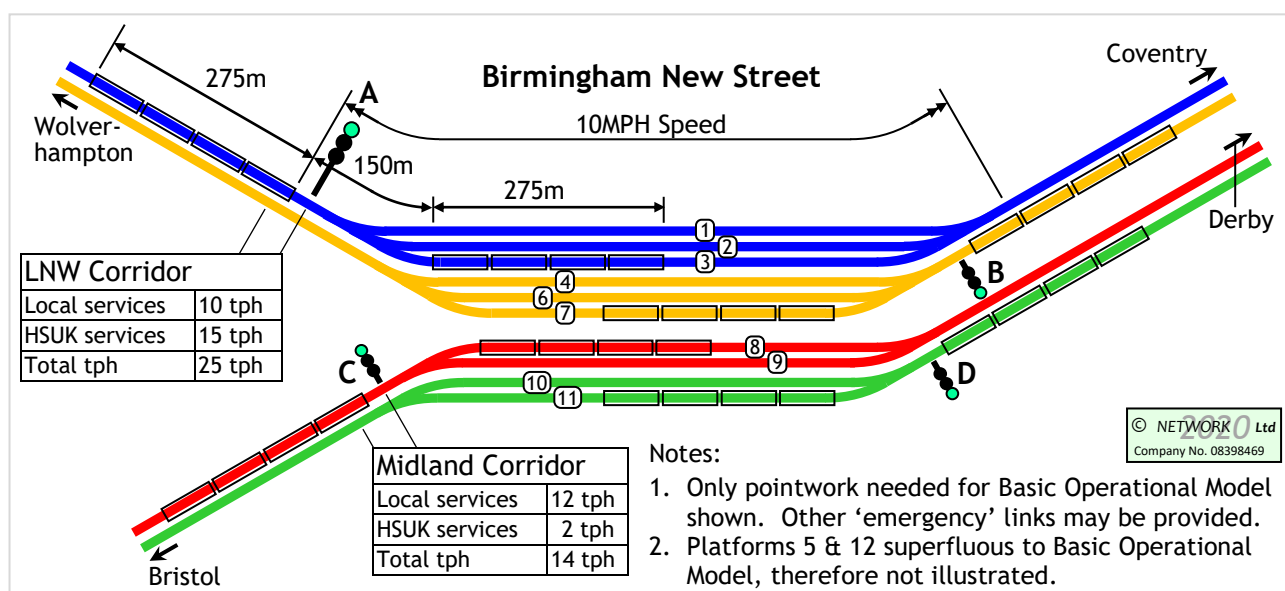 Birmingham New Street
Coventry
275m
A
10MPH Speed
Wolver-
hampton
150m
275m
Derby
1
2
3
4
6
7
B
LNW Corridor
Local services 10 tph
HSUK services 15 tph
Total tph 25 tph
8
9
C
D
10
11
© NETWORK 2020 Ltd
Company No. 08398469
Midland Corridor
Local services 12 tph
HSUK services 2 tph
Total tph 14 tph
Bristol
Notes:
1. Only pointwork needed for Basic Operational Model
shown. Other ‘emergency’ links may be provided.
2. Platforms 5 & 12 superfluous to Basic Operational
Model, therefore not illustrated.